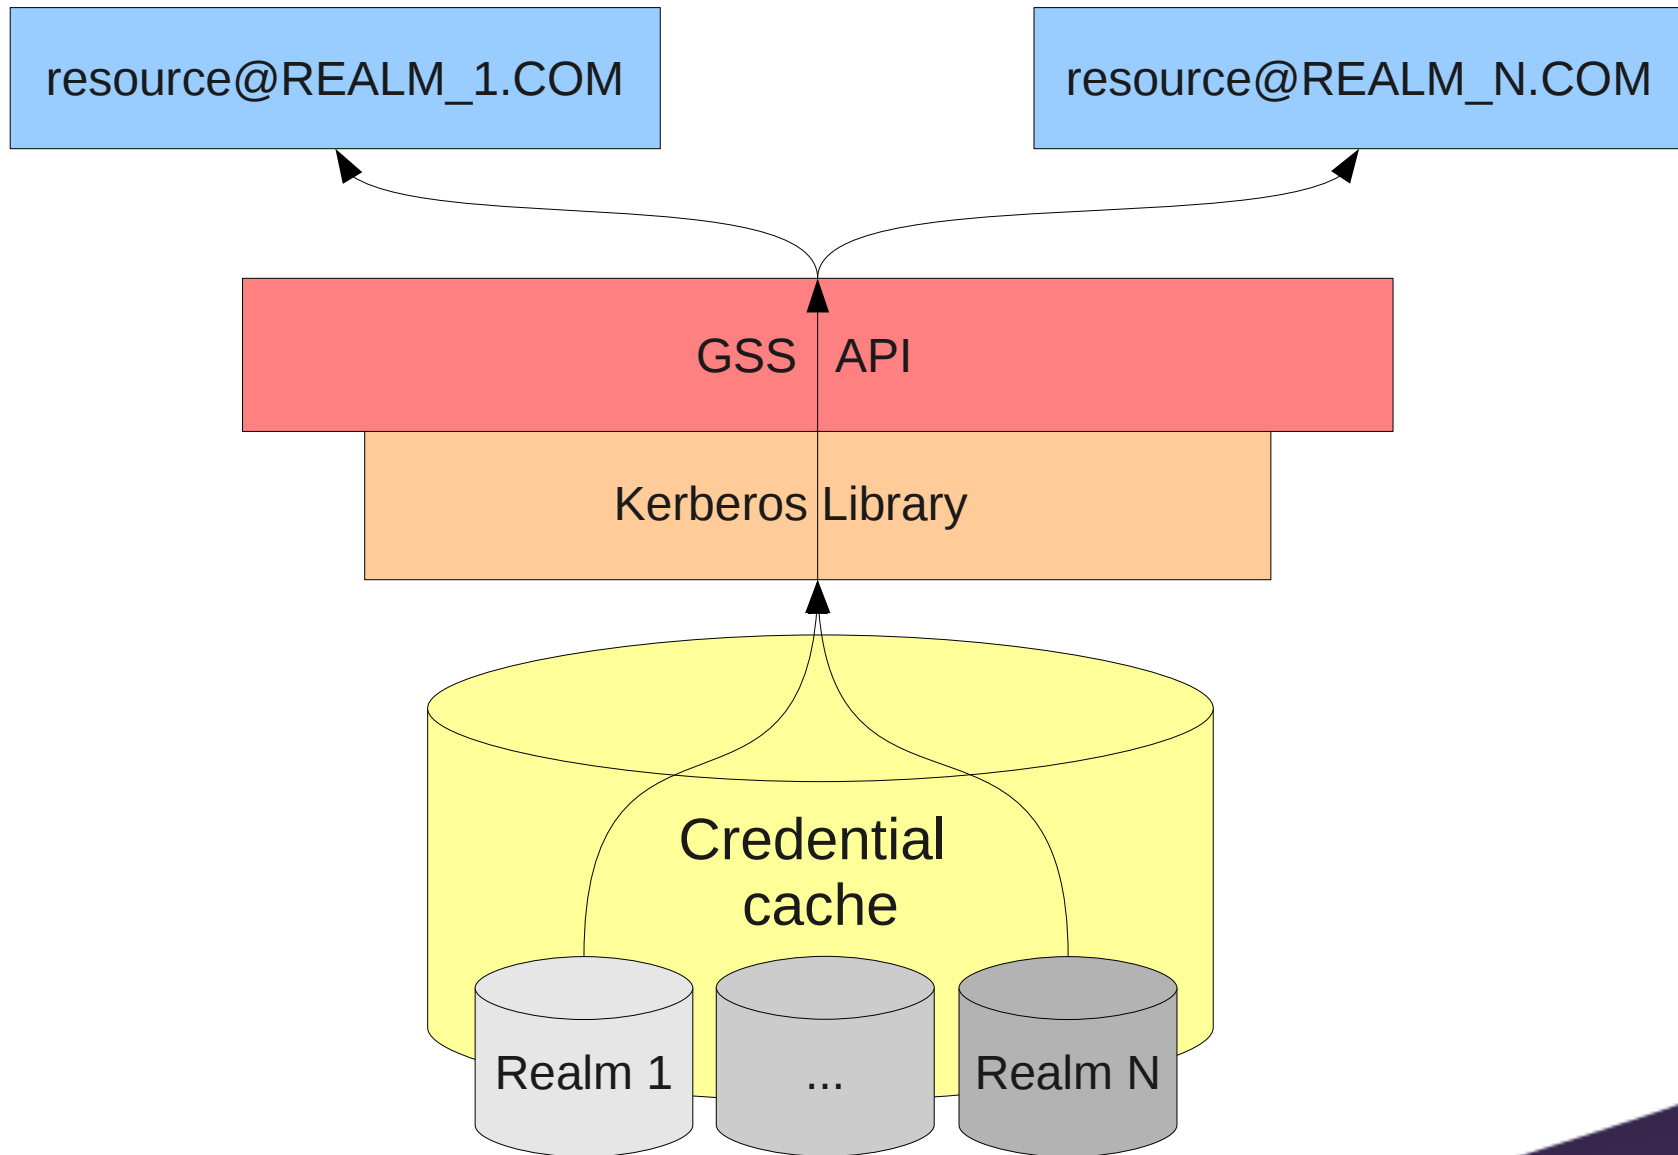 resource@REALM_1.COM
resource@REALM_N.COM
GSS API
Kerberos Library
Credential
cache
Realm 1
...
Realm N